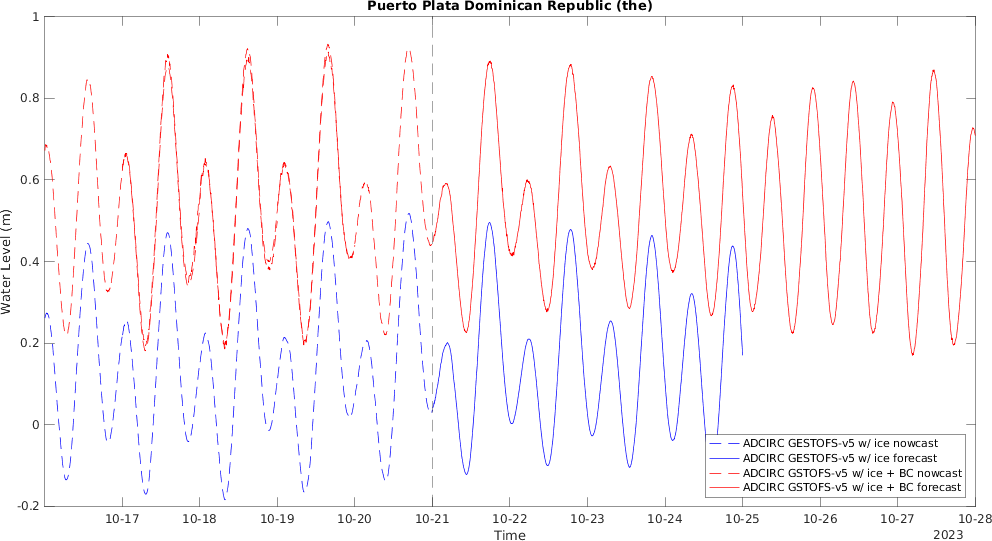 Puerto Plata Dominican Republic (the)
Water Level (m)
1
0.8
0.6
0.4
0.2
0
-0.2
10-17 10-18 10-19 10-20 10-21 10-22 10-23 10-24 10-25 10-26 10-27 10-28
Time
2023
ADCIRC GESTOFS-v5 w/ ice nowcast
ADCIRC GESTOFS-v5 w/ ice forecast
ADCIRC GSTOFS-v5 w/ ice + BC nowcast
ADCIRC GSTOFS-v5 w/ ice + BC forecast